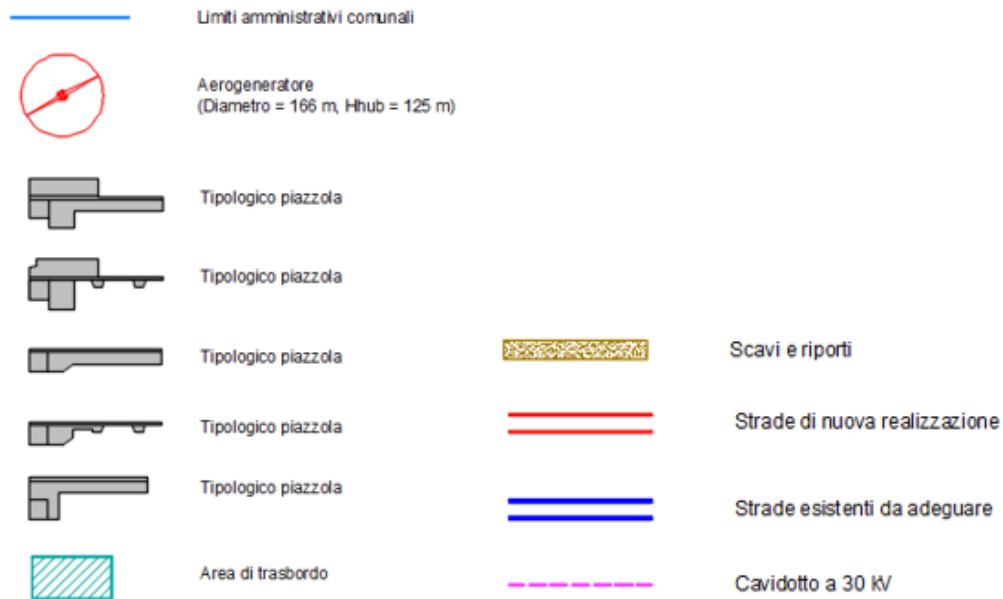 Limiti amministrativi comunali
Aerogeneratore
(Diametro = 166 m, Hhub = 125 m)
Tipologico piazzola
Tipologico piazzola
Tipologico piazzola
Tipologico piazzola
Tipologico piazzola
Area di trasbordo
Scavi e riporti
Strade di nuova realizzazione
Strade esistenti da adeguare
Cavidotto a 30 kV